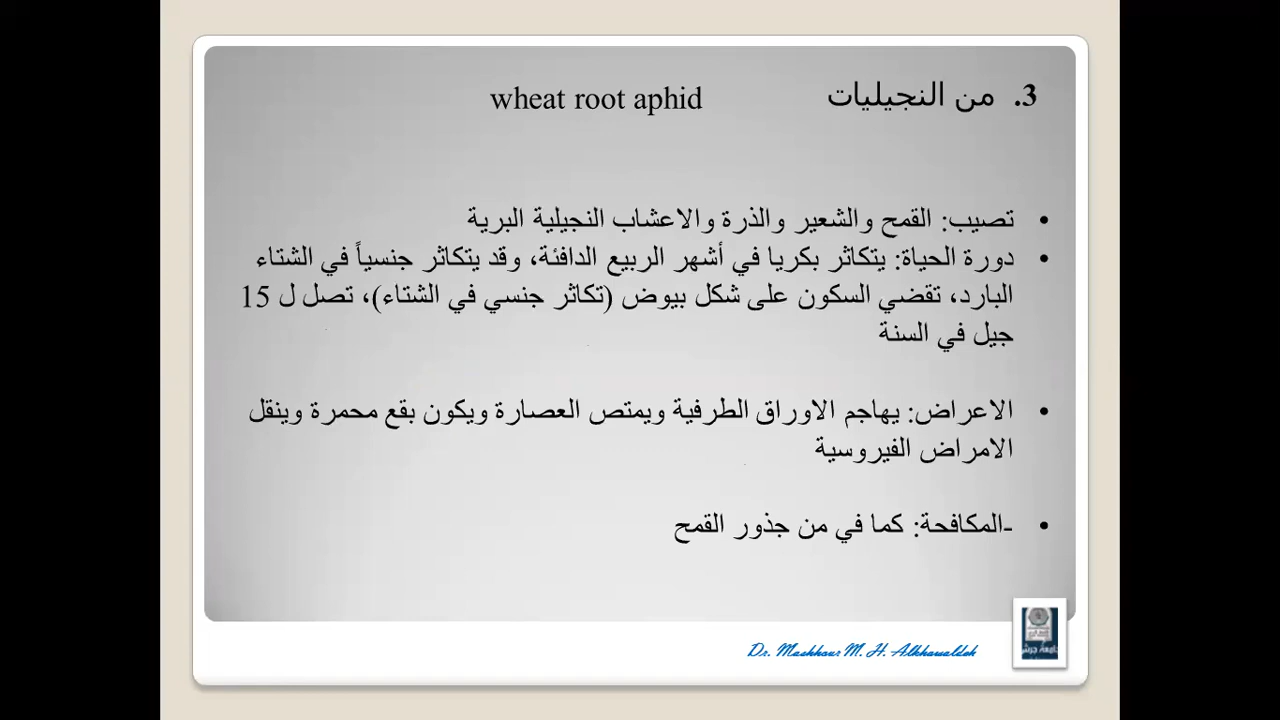 3. من النجيليات wheat root aphid
• تصيب: القمح والشعير والذرة والاعشاب النجيلية البرية
• دورة الحياة: يتكاثر بكريا في أشهر الربيع الدافئة، وقد يتكاثر جنسياً في الشتاء
البارد، تقضي السكون على شكل بيوض (تكاثر جنسي في الشتاء)، تصل ل 15
جيل في السنة
• الاعراض: يهاجم الاوراق الطرفية ويمتص العصارة ويكون بقع محمرة وينقل
الامراض الفيروسية
• -المكافحة: كما في من جذور القمح
Dr. Mashhour M. H. Alkhawaldeh